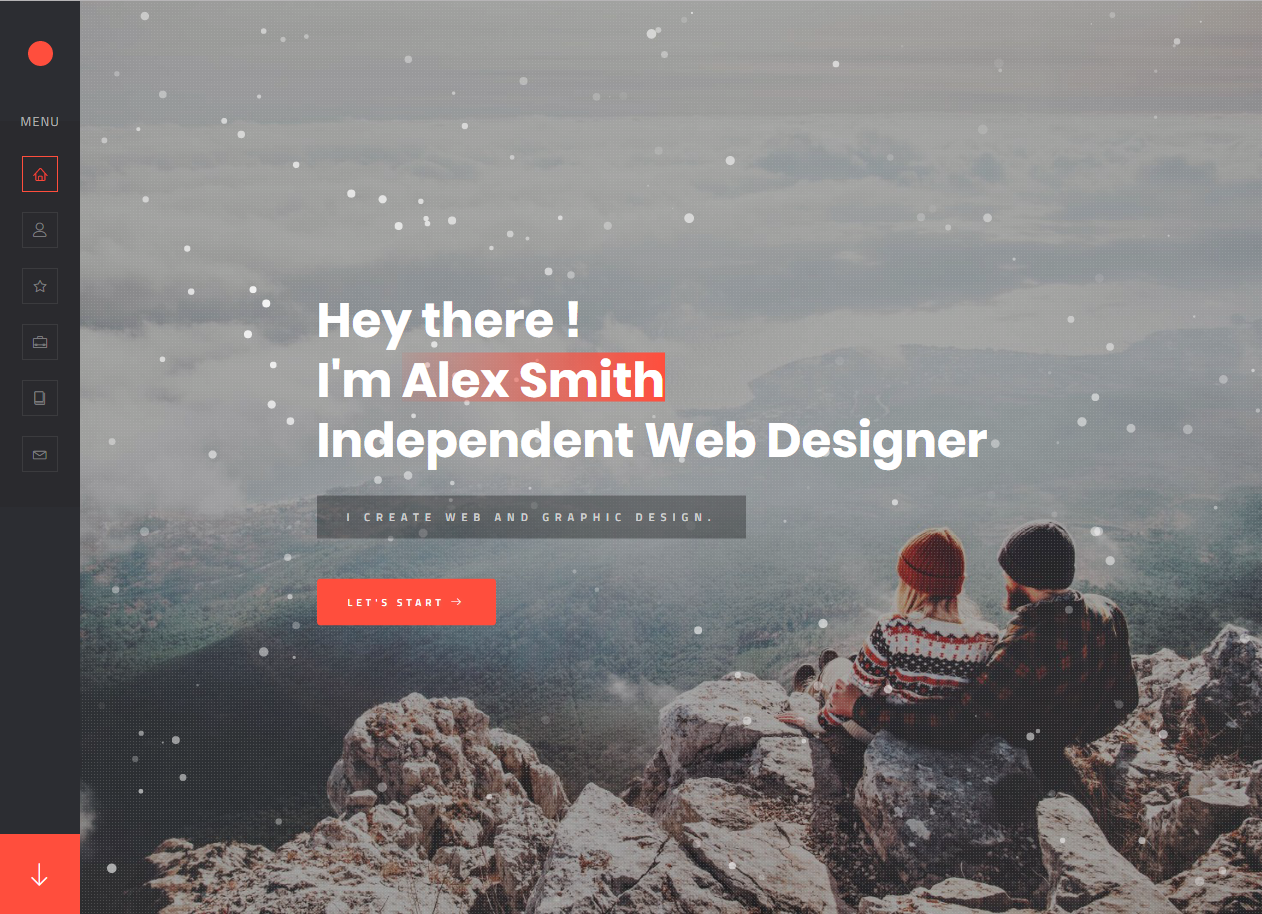 MENU
Hey there !
I'm Alex Smith
Independent Web Designer
I CREATE WEB AND GRAPHIC DESIGN.
LET'S START →